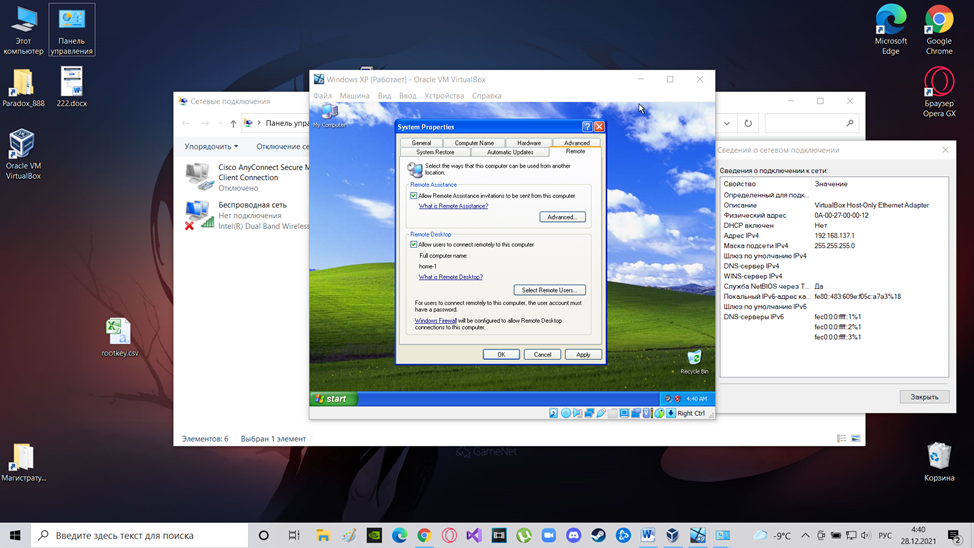 Этот
компьютер
Панель
управления
Paradox_888
222.docx
Oracle VM
VirtualBox
rootkey.csv
Магистрату...
Microsoft
Edge
Google
Chrome
Браузер
Opera GX
Корзина
Сетевые подключения
Панель упра
Упорядочить
Отключение се
Cisco AnyConnect Secure M
Client Connection
Отключено
Беспроводная сеть
Нет подключения
Intel(R) Dual Band Wireless
Элементов: 6 Выбран 1 элемент
Windows XP [Работает] - Oracle VM VirtualBox
Файл Машина Вид Ввод Устройства Справка
My Computer
System Properties
General Computer Name Hardware Advanced
System Restore Automatic Updates Remote
Select the ways that this computer can be used from another
location.
Remote Assistance
Allow Remote Assistance invitations to be sent from this computer
What is Remote Assistance?
Advanced...
Remote Desktop
Allow users to connect remotely to this computer
Full computer name:
home-1
What is Remote Desktop?
Select Remote Users...
For users to connect remotely to this computer, the user account must
have a password.
Windows Firewall will be configured to allow Remote Desktop
connections to this computer.
OK Cancel Apply
Recycle Bin
start
4:40 AM
Right Ctrl
Сведения о сетевом подключении
Сведения о подключении к сети:
Свойство Значение
Определенный для подк...
Описание VirtualBox Host-Only Ethernet Adapter
Физический адрес 0A-00-27-00-00-12
DHCP включен Нет
Адрес IPv4 192.168.137.1
Маска подсети IPv4 255.255.255.0
Шлюз по умолчанию IPv4
DNS-сервер IPv4
WINS-сервер IPv4
Служба NetBIOS через T... Да
Локальный IPv6-адрес ка... fe80::483:609e:f05c:a7a3%18
Шлюз по умолчанию IPv6
DNS-серверы IPv6 fec0:0:0:ffff::1%1
fec0:0:0:ffff::2%1
fec0:0:0:ffff::3%1
Закрыть
GameNet
Введите здесь текст для поиска
-9°C
РУС
4:40
28.12.2021
2